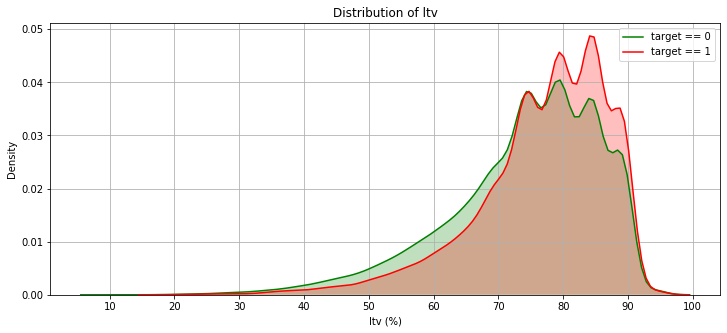 Distribution of ltv
0.05
0.04
0.03
0.02
0.01
0.00
Density
target == 0
target == 1
10 20 30 40 50 60 70 80 90 100
ltv (%)